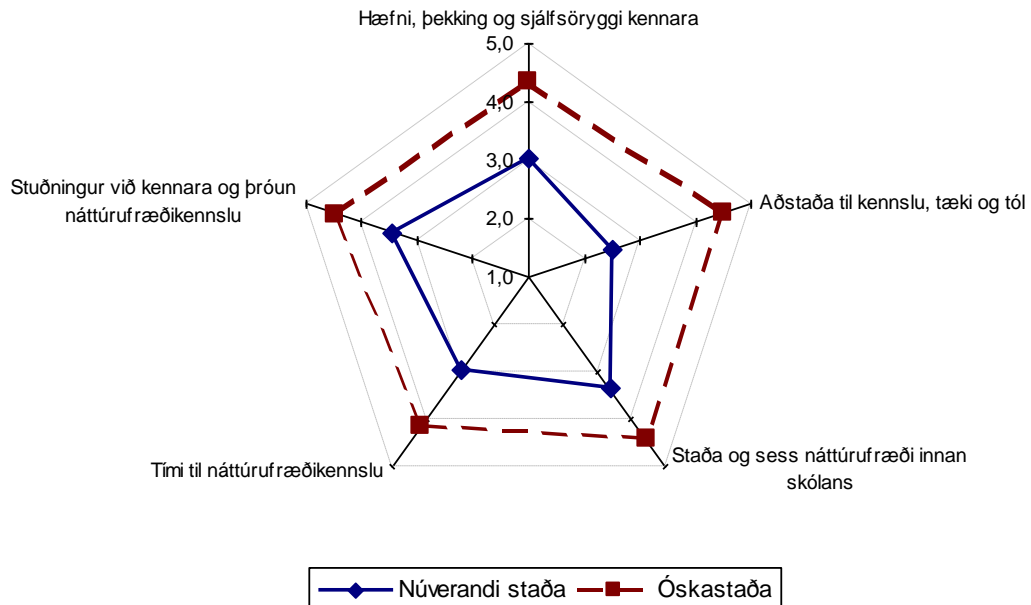 Hæfni, þekking og sjálfsöryggi kennara
5,0
4,0
3,0
2,0
1,0
Stuðningur við kennara og þróun
náttúrufræðikennslu
Aðstaða til kennslu, tæki og tól
Tími til náttúrufræðikennslu
Staða og sess náttúrufræði innan
skólans
Núverandi staða
Óskastaða